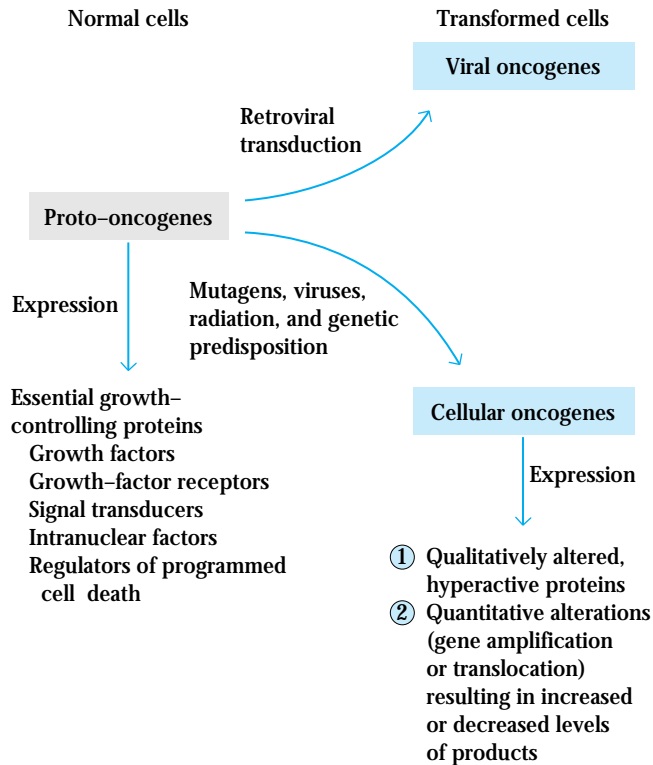 Normal cells
Transformed cells
Viral oncogenes
Retroviral
transduction
Proto–oncogenes
Expression
Mutagens, viruses,
radiation, and genetic
predisposition
Essential growth–
controlling proteins
Growth factors
Growth–factor receptors
Signal transducers
Intranuclear factors
Regulators of programmed
cell death
Cellular oncogenes
Expression
1 Qualitatively altered,
hyperactive proteins
2 Quantitative alterations
(gene amplification
or translocation)
resulting in increased
or decreased levels
of products